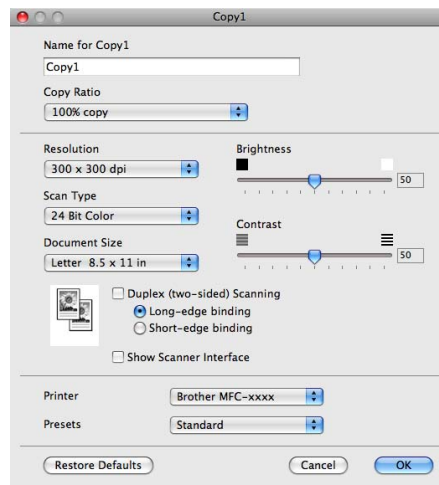 Copy1
Name for Copy1
Copy1
Copy Ratio
100% copy
Resolution
300 x 300 dpi
Brightness
50
Scan Type
24 Bit Color
Contrast
50
Document Size
Letter 8.5 x 11 in
Duplex (two-sided) Scanning
Long-edge binding
Short-edge binding
Show Scanner Interface
Printer
Brother MFC-xxxx
Presets
Standard
Restore Defaults
Cancel
OK